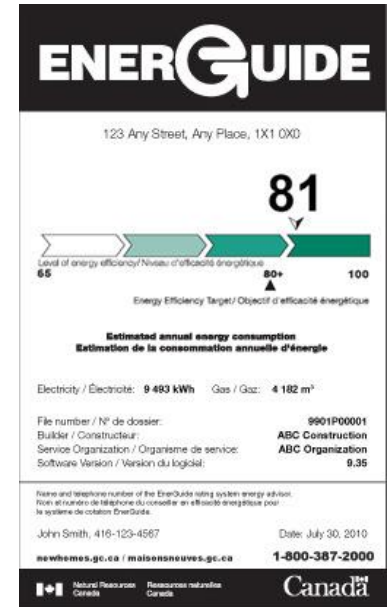 ENERGUIDE
123 Any Street, Any Place, 1X1 0X0
81
Level of energy efficiency/ Niveau d'efficacité énergétique
65 80+ 100
Energy Efficiency Target / Objectif d'efficacité énergétique
Estimated annual energy consumption
Estimation de la consommation annuelle d'énergie
Electricity / Électricité: 9 493 kWh Gas / Gaz: 4 182 m³
File number / N° de dossier: 9901P00001
Builder / Constructeur: ABC Construction
Service Organization / Organisme de service: ABC Organization
Software Version / Version du logiciel: 9.35
Name and telephone number of the EnerGuide rating system energy advisor.
Nom et numéro de téléphone du conseiller en efficacité énergétique pour
le système de cotation ÉnerGuide.
John Smith, 416-123-4567 Date: July 30, 2010
newhomes.gc.ca / maisonsneuves.gc.ca 1-800-387-2000
Natural Resources Ressources naturelles
Canada Canada
Canada